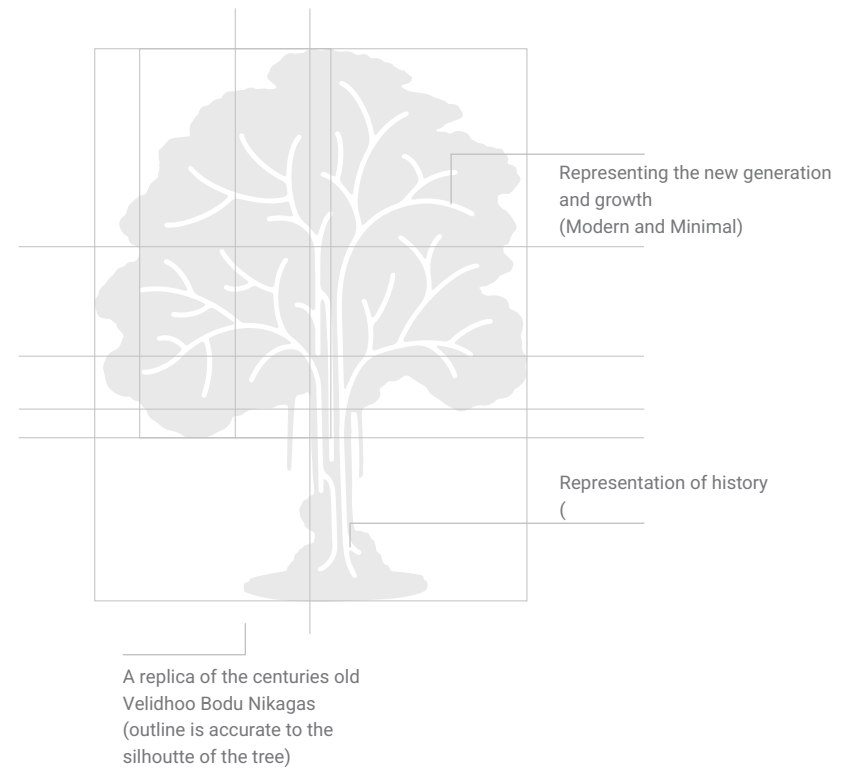 Representing the new generation
and growth
(Modern and Minimal)
Representation of history
(
A replica of the centuries old
Velidhoo Bodu Nikagas
(outline is accurate to the
silhoutte of the tree)